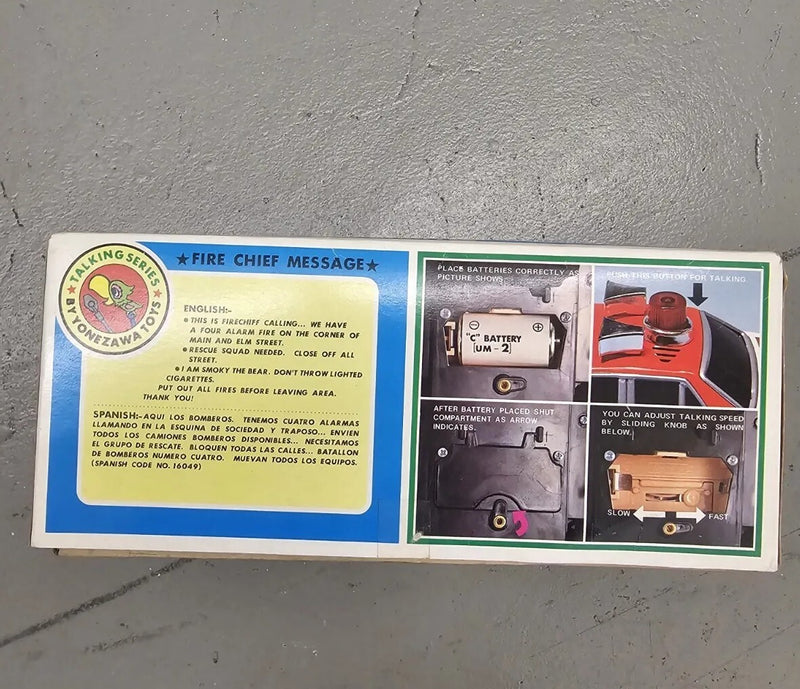 TALKING SERIES
BY YONEZAWA TOYS
★FIRE CHIEF MESSAGE★
ENGLISH:-
●THIS IS FIRECHIFF CALLING... WE HAVE
A FOUR ALARM FIRE ON THE CORNER OF
MAIN AND ELM STREET.
●RESCUE SQUAD NEEDED. CLOSE OFF ALL
STREET.
●I AM SMOKY THE BEAR. DON'T THROW LIGHTED
CIGARETTES.
PUT OUT ALL FIRES BEFORE LEAVING AREA.
THANK YOU!
SPANISH:-AQUI LOS BOMBEROS. TENEMOS CUATRO ALARMAS
LLAMANDO EN LA ESQUINA DE SOCIEDAD Y TRAPOSO... ENVIEN
TODOS LOS CAMIONES BOMBEROS DISPONIBLES... NECESITAMOS
EL GRUPO DE RESCATE. BLOQUEN TODAS LAS CALLES... BATALLON
DE BOMBEROS NUMERO CUATRO. MUEVAN TODOS LOS EQUIPOS.
(SPANISH CODE NO. 16049)
PLACE BATTERIES CORRECTLY AS
PICTURE SHOWS
"C" BATTERY
[UM-2]
PUSH THIS BUTTON FOR TALKING
AFTER BATTERY PLACED SHUT
COMPARTMENT AS ARROW
INDICATES.
YOU CAN ADJUST TALKING SPEED
BY SLIDING KNOB AS SHOWN
BELOW.
SLOW
FAST